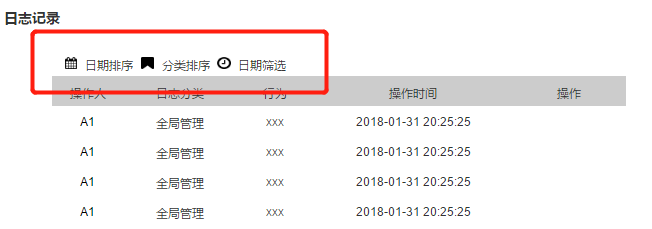 日志记录
日期排序 分类排序 日期筛选
操作人 日志分类 行为 操作时间 操作
A1 全局管理 xxx 2018-01-31 20:25:25
A1 全局管理 xxx 2018-01-31 20:25:25
A1 全局管理 xxx 2018-01-31 20:25:25
A1 全局管理 xxx 2018-01-31 20:25:25